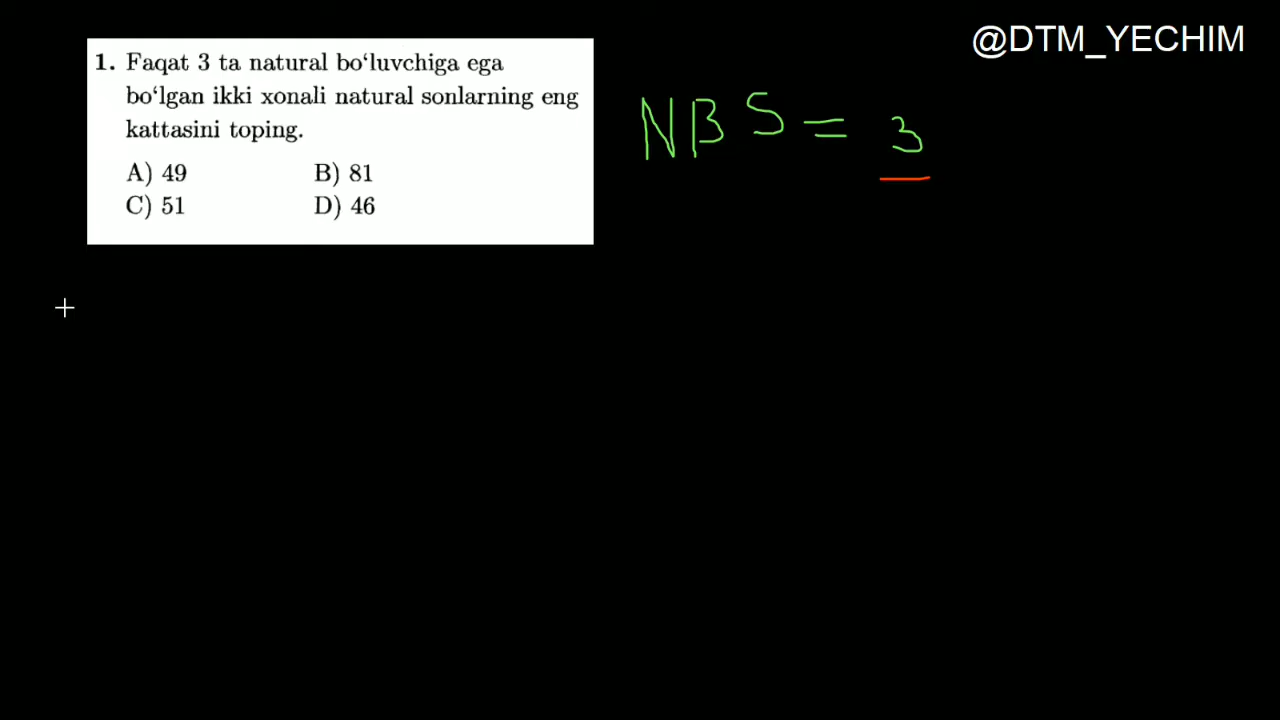 @DTM_YECHIM
1. Faqat 3 ta natural bo‘luvchiga ega
bo‘lgan ikki xonali natural sonlarning eng
kattasini toping.
A) 49 B) 81
C) 51 D) 46
NBS = 3